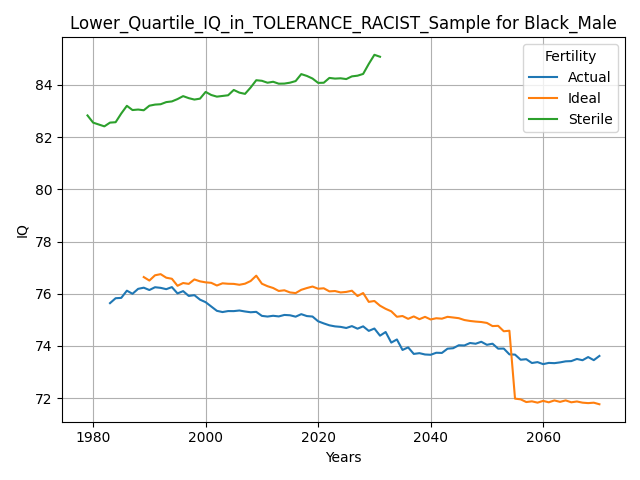 Lower_Quartile_IQ_in_TOLERANCE_RACIST_Sample for Black_Male
Fertility
Actual
Ideal
Sterile
IQ
84
82
80
78
76
74
72
1980 2000 2020 2040 2060
Years